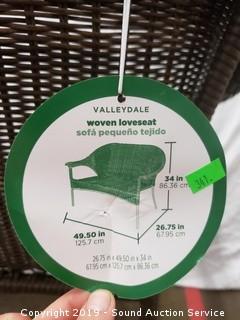 VALLEYDALE
woven loveseat
sofá pequeño tejido
34 in
86.36 cm
341.
49.50 in
125.7 cm
26.75 in
67.95 cm
26.75 in x 49.50 in x 34 in
67.95 cm x 125.7 cm x 86.36 cm
Copyright 2019 - Sound Auction Service